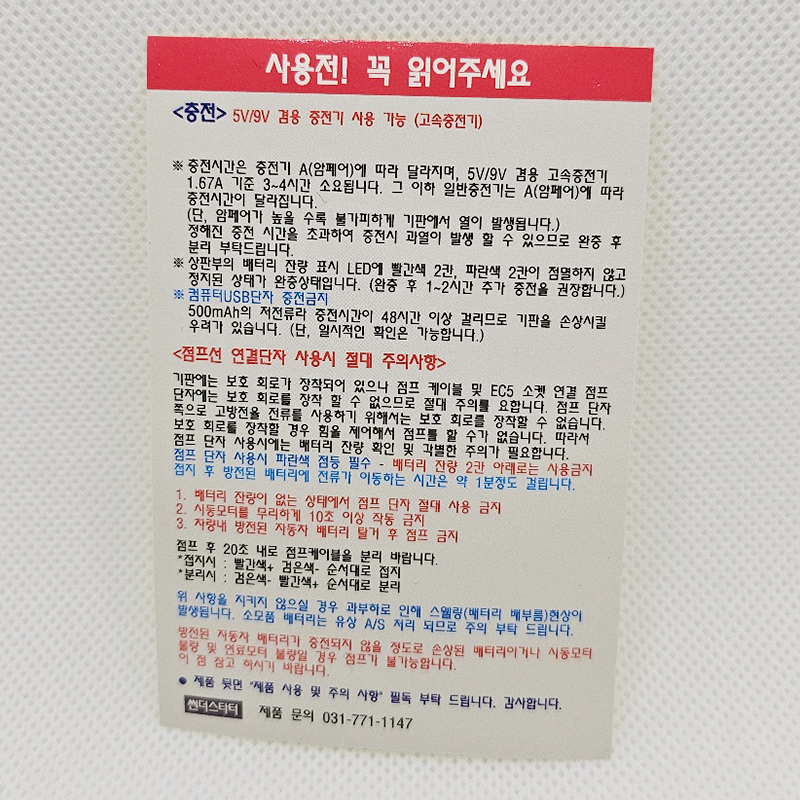 사용전! 꼭 읽어주세요
<충전> 5V/9V 겸용 충전기 사용 가능 (고속충전기)
※ 충전시간은 충전기 A(암페어)에 따라 달라지며, 5V/9V 겸용 고속충전기
1.67A 기준 3~4시간 소요됩니다. 그 이하 일반충전기는 A(암페어)에 따라
충전시간이 달라집니다.
(단, 암페어가 높을 수록 불가피하게 기판에서 열이 발생됩니다.)
정해진 충전 시간을 초과하여 충전시 과열이 발생 할 수 있으므로 완충 후
분리 부탁드립니다.
※ 상판부의 배터리 잔량 표시 LED에 빨간색 2칸, 파란색 2칸이 점멸하지 않고
정지된 상태가 완충상태입니다. (완충 후 1~2시간 추가 충전을 권장합니다.)
※ 컴퓨터USB단자 충전금지
500mAh의 저전류라 충전시간이 48시간 이상 걸리므로 기판을 손상시킬
우려가 있습니다. (단, 일시적인 확인은 가능합니다.)
<점프선 연결단자 사용시 절대 주의사항>
기판에는 보호 회로가 장착되어 있으나 점프 케이블 및 EC5 소켓 연결 점프
단자에는 보호 회로를 장착 할 수 없으므로 절대 주의를 요합니다. 점프 단자
쪽으로 고방전율 전류를 사용하기 위해서는 보호 회로를 장착할 수 없습니다.
보호 회로를 장착할 경우 힘을 제어해서 점프를 할 수가 없습니다. 따라서
점프 단자 사용시에는 배터리 잔량 확인 및 각별한 주의가 필요합니다.
점프 단자 사용시 파란색 점등 필수 - 배터리 잔량 2칸 아래로는 사용금지
접지 후 방전된 배터리에 전류가 이동하는 시간은 약 1분정도 걸립니다.
1. 배터리 잔량이 없는 상태에서 점프 단자 절대 사용 금지
2. 시동모터를 무리하게 10초 이상 작동 금지
3. 차량내 방전된 자동차 배터리 탈거 후 점프 금지
점프 후 20초 내로 점프케이블을 분리 바랍니다.
*접지시 : 빨간색+ 검은색- 순서대로 접지
*분리시 : 검은색- 빨간색+ 순서대로 분리
위 사항을 지키지 않으실 경우 과부하로 인해 스웰링(배터리 배부름)현상이
발생됩니다. 소모품 배터리는 유상 A/S 처리 되므로 주의 부탁 드립니다.
방전된 자동차 배터리가 충전되지 않을 정도로 손상된 배터리이거나 시동모터
불량 및 연료모터 불량일 경우 점프가 불가능합니다.
이 점 참고 하시기 바랍니다.
● 제품 뒷면 "제품 사용 및 주의 사항" 필독 부탁 드립니다. 감사합니다.
썬더스타터 제품 문의 031-771-1147